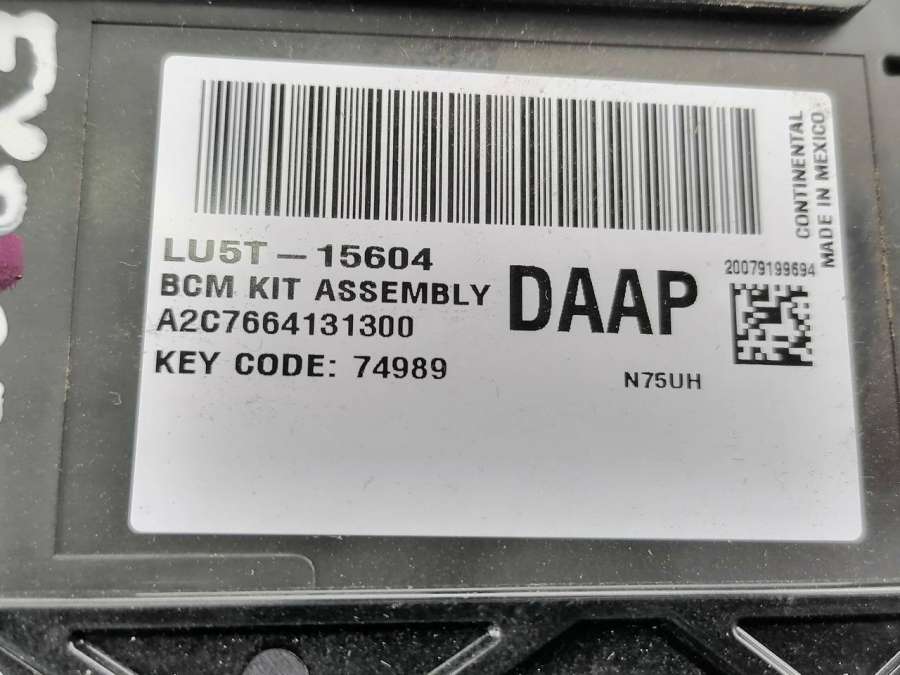 CONTINENTAL
MADE IN MEXICO
LU5T-15604
BCM KIT ASSEMBLY
DAAP
20079199694
A2C7664131300
KEY CODE: 74989
N75UH